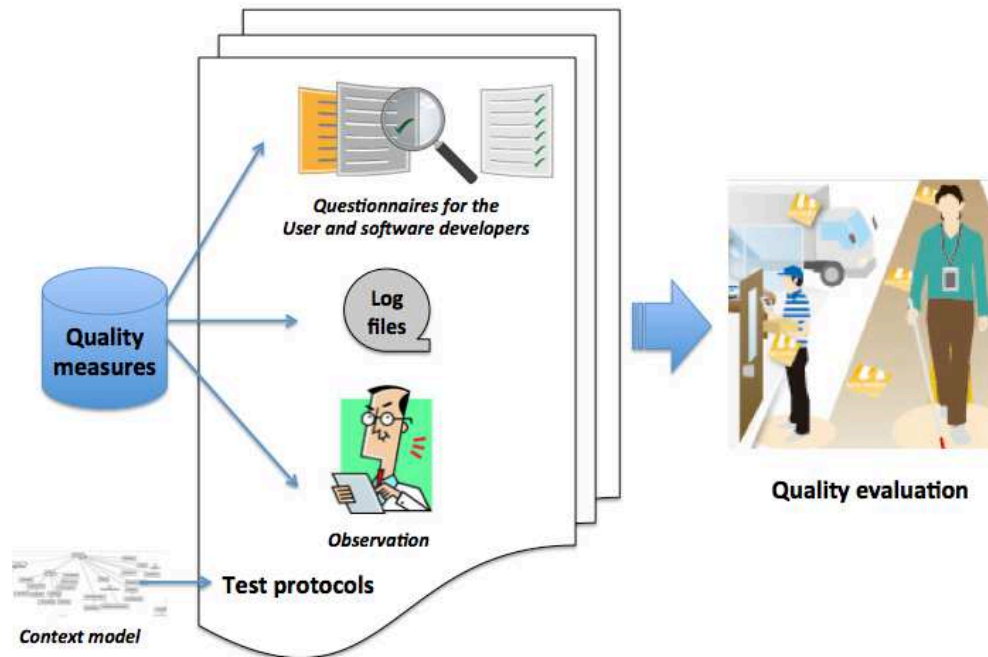 Questionnaires for the
User and software developers
Log
files
Quality
measures
Observation
Quality evaluation
Test protocols
Context model